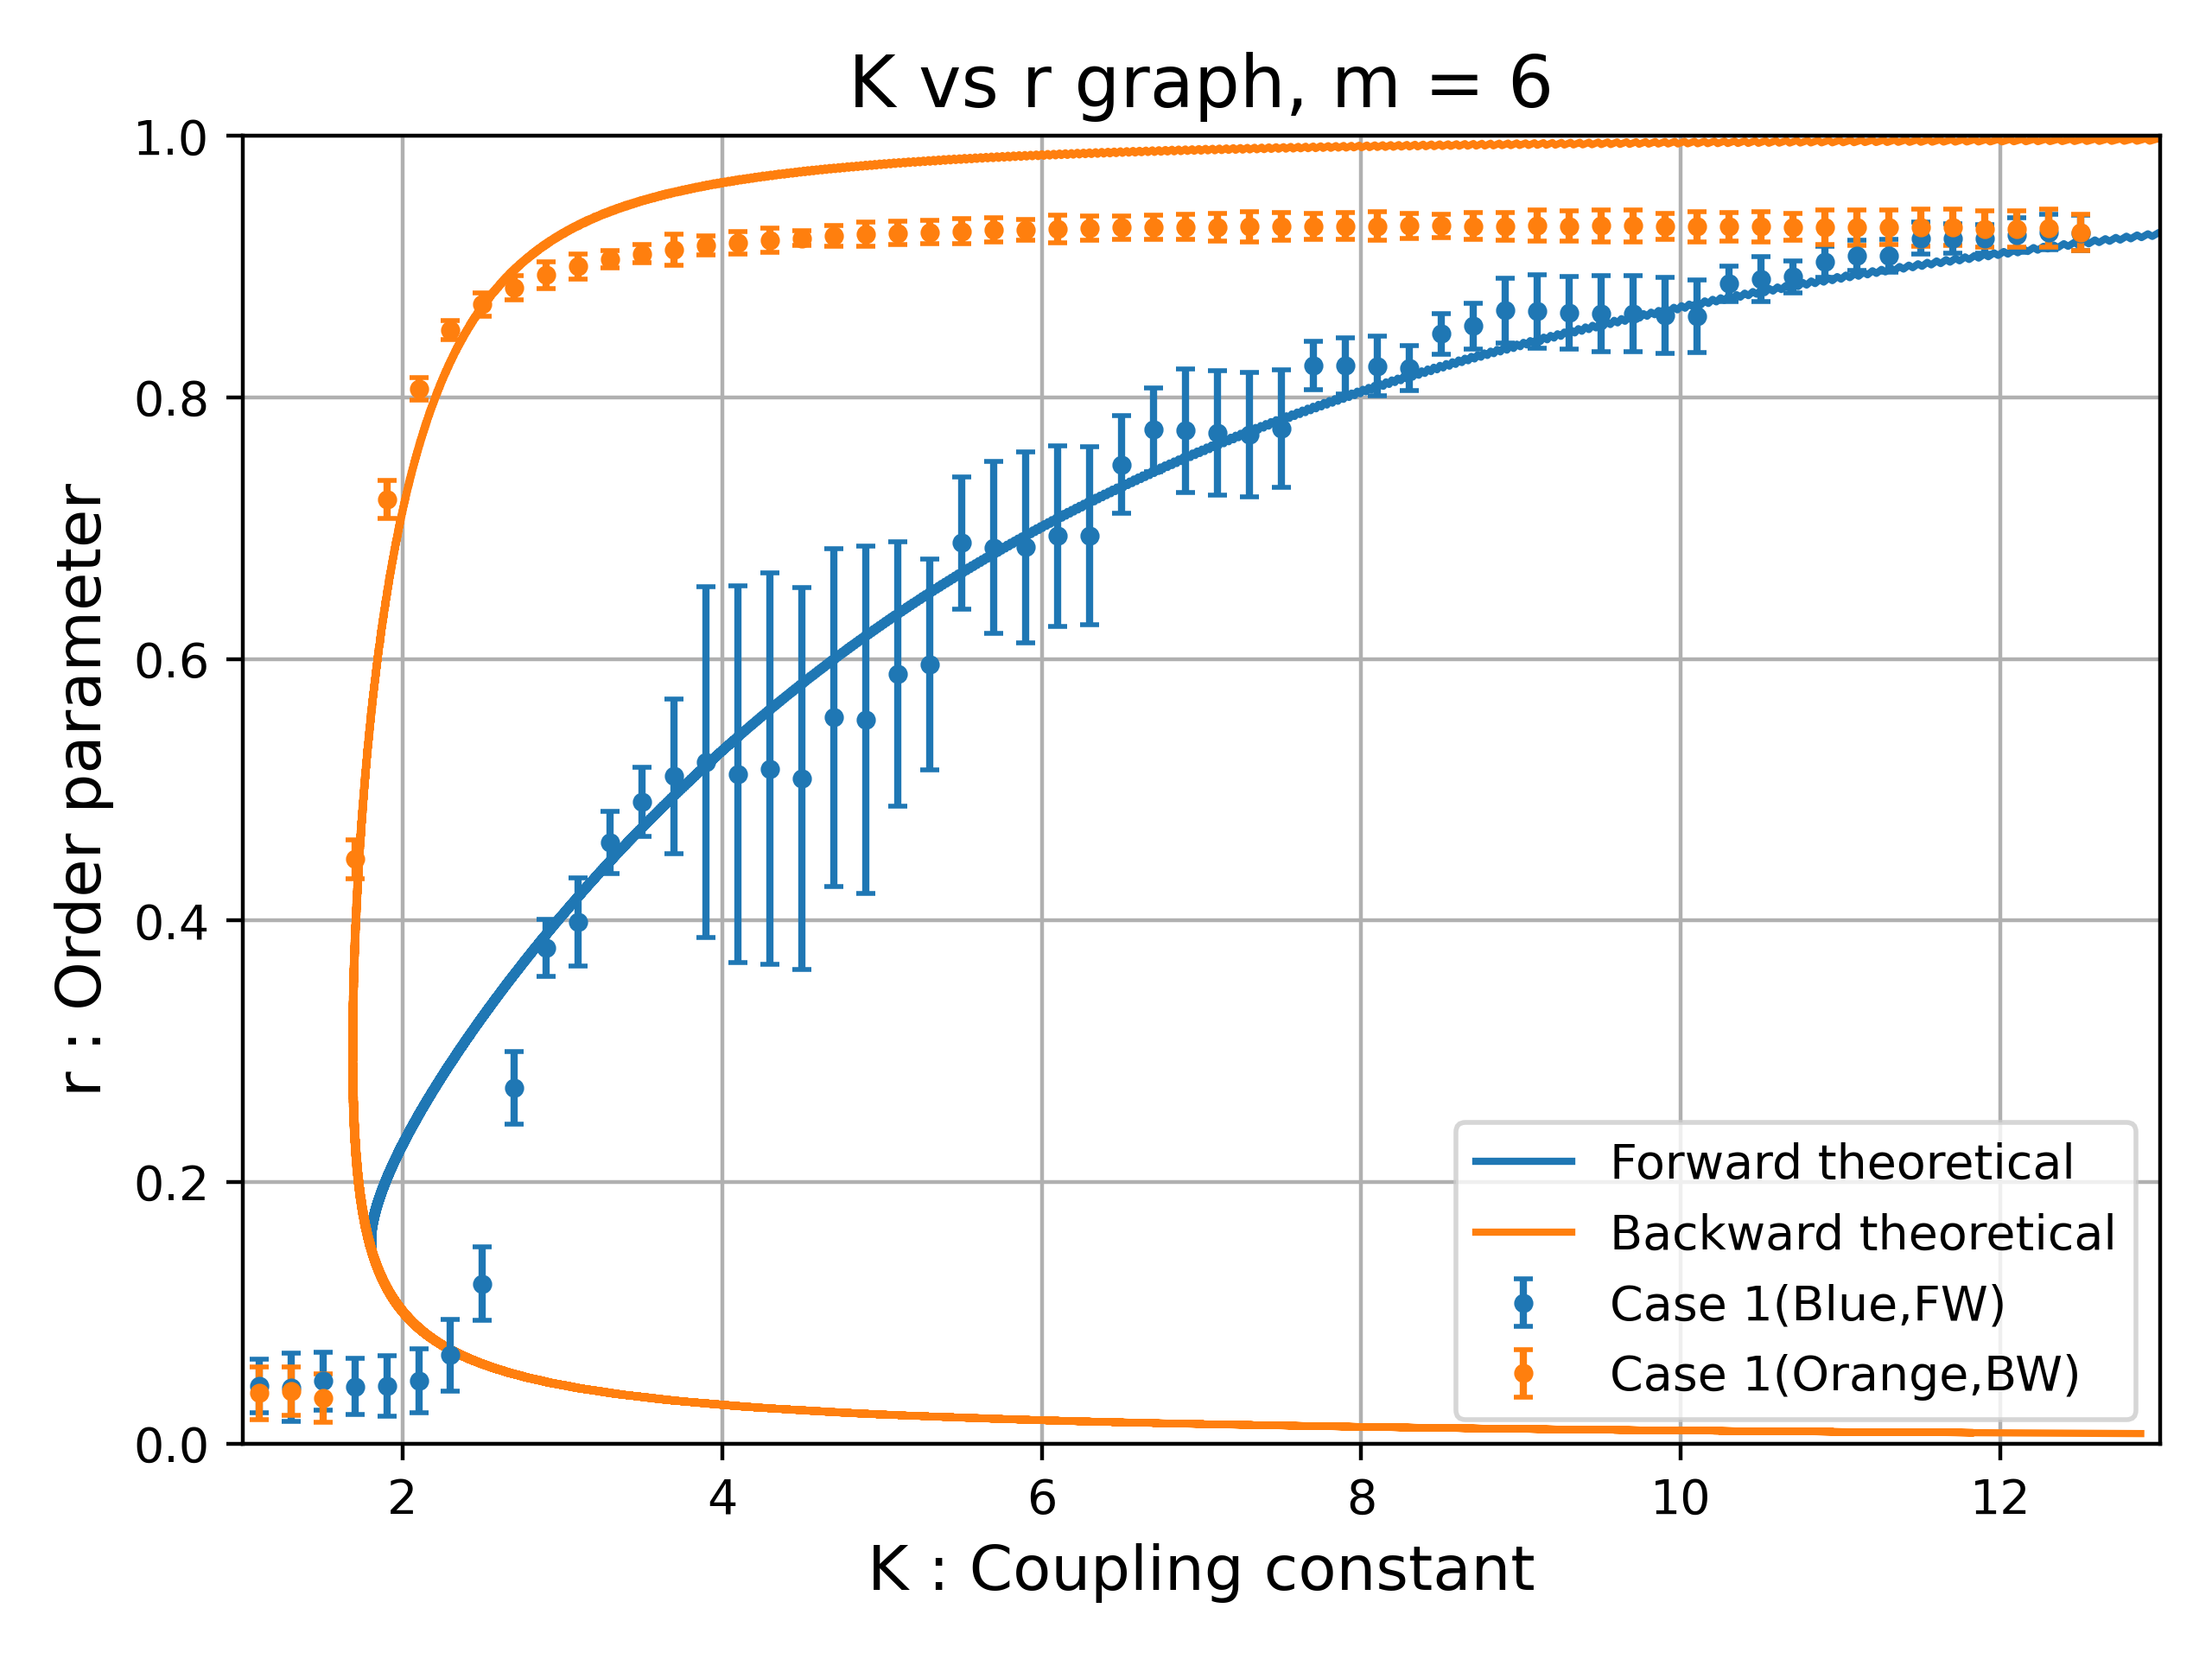 K vs r graph, m = 6
1.0
0.8
0.6
0.4
0.2
0.0
r : Order parameter
2 4 6 8 10 12
K : Coupling constant
Forward theoretical
Backward theoretical
Case 1(Blue,FW)
Case 1(Orange,BW)